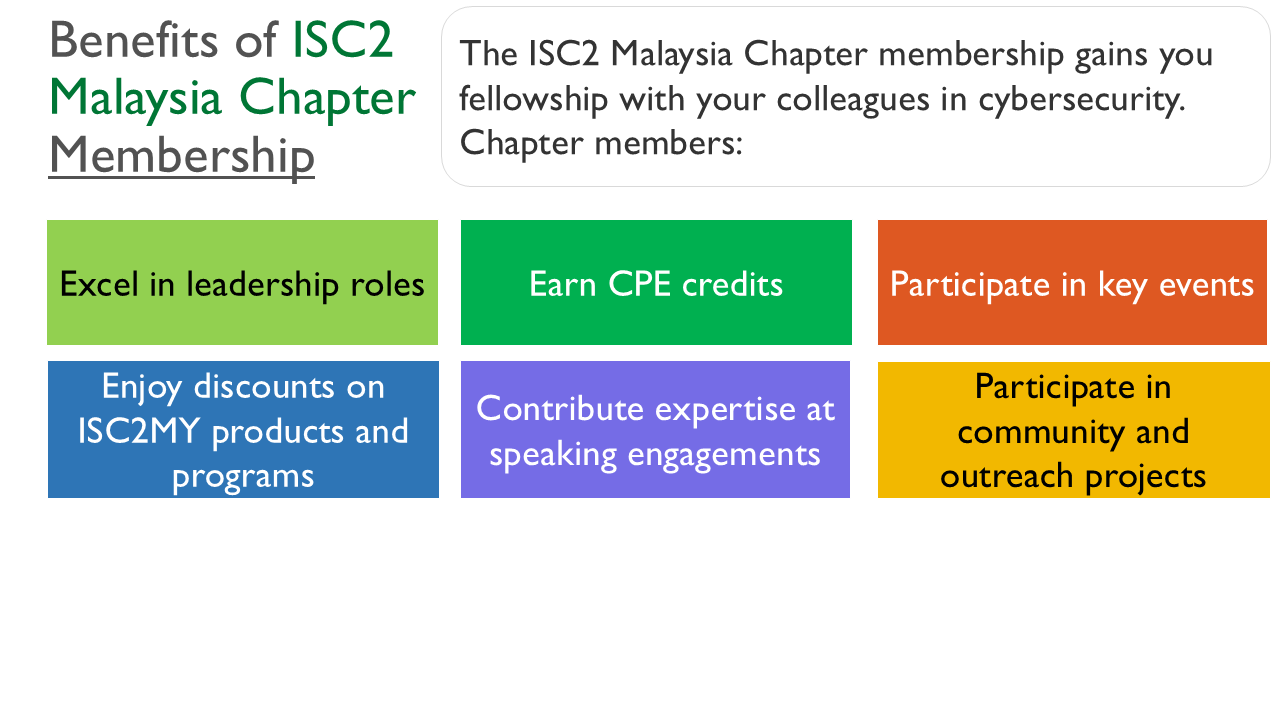 Benefits of ISC2
Malaysia Chapter
Membership
The ISC2 Malaysia Chapter membership gains you
fellowship with your colleagues in cybersecurity.
Chapter members:
Excel in leadership roles
Earn CPE credits
Participate in key events
Enjoy discounts on
ISC2MY products and
programs
Contribute expertise at
speaking engagements
Participate in
community and
outreach projects